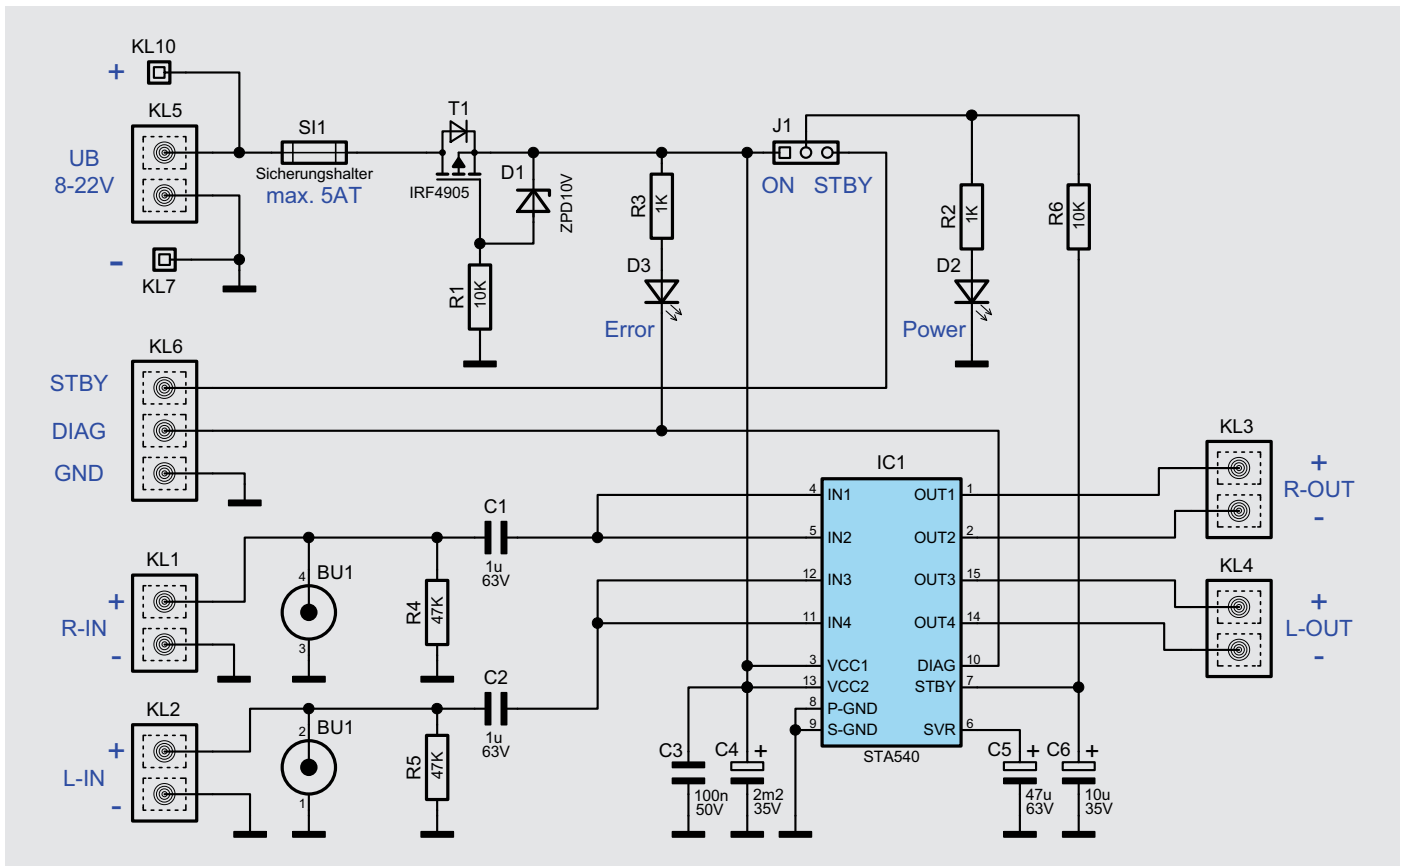 KL10
+
KL5
UB
8-22V
-
KL7
SI1
Sicherungshalter
max. 5AT
T1
IRF4905
D1
ZPD10V
R1
10K
R3
1K
D3
Error
J1
ON STBY
R2
1K
D2
Power
R6
10K
KL6
STBY
DIAG
GND
KL1
+
R-IN
-
4
BU1
3
R4
47K
C1
1u
63V
KL2
+
L-IN
-
2
BU1
1
R5
47K
C2
1u
63V
IC1
4 IN1 OUT1 1
5 IN2 OUT2 2
12 IN3 OUT3 15
11 IN4 OUT4 14
3 VCC1 DIAG 10
13 VCC2 STBY 7
8 P-GND
9 S-GND SVR 6
STA540
C3
100n
50V
C4
+
2m2
35V
C5
+
47u
63V
C6
+
10u
35V
KL3
+
R-OUT
-
KL4
+
L-OUT
-